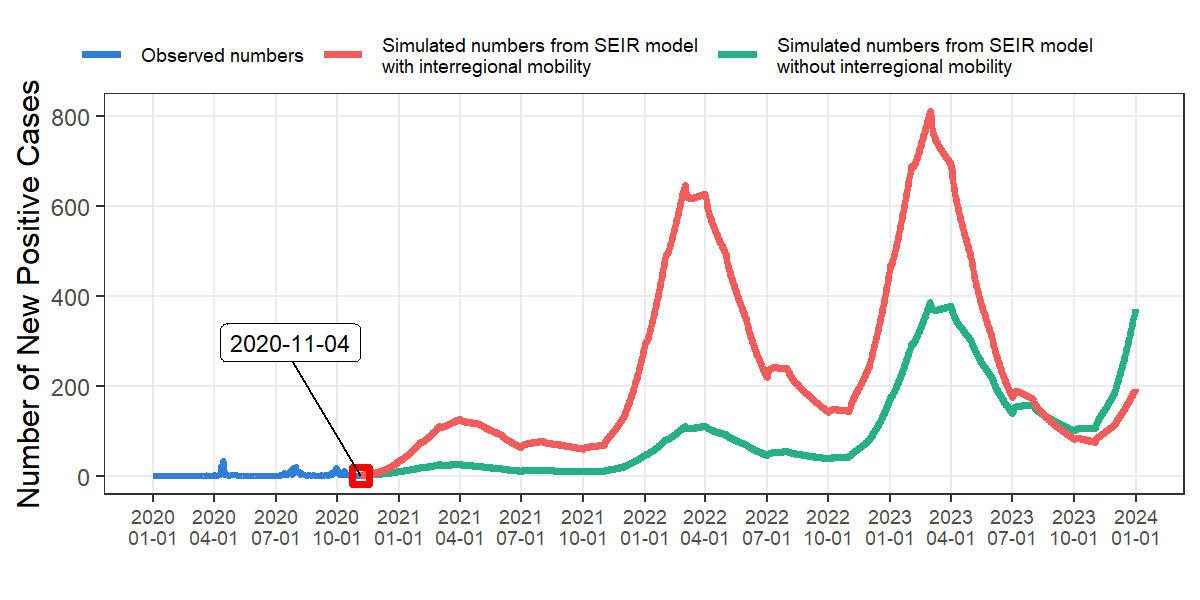 Observed numbers
Simulated numbers from SEIR model
with interregional mobility
Simulated numbers from SEIR model
without interregional mobility
Number of New Positive Cases
800
600
400
200
0
2020-11-04
2020 2020 2020 2020 2021 2021 2021 2021 2022 2022 2022 2022 2023 2023 2023 2023 2024
01-01 04-01 07-01 10-01 01-01 04-01 07-01 10-01 01-01 04-01 07-01 10-01 01-01 04-01 07-01 10-01 01-01